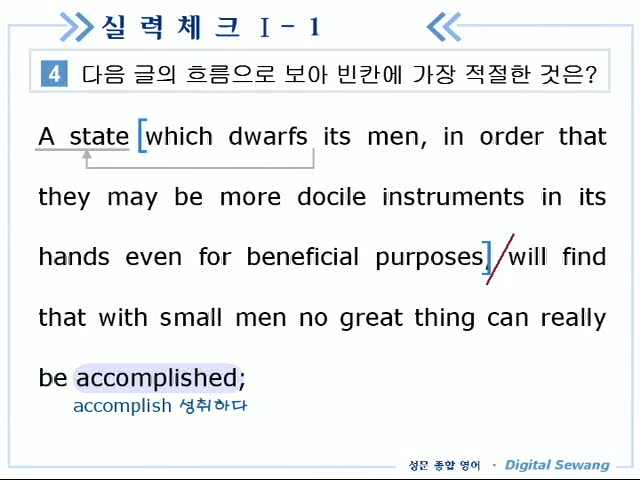 실력체크 I - 1
4 다음 글의 흐름으로 보아 빈칸에 가장 적절한 것은?
A state [which dwarfs its men, in order that
they may be more docile instruments in its
hands even for beneficial purposes,] / will find
that with small men no great thing can really
be accomplished;
accomplish 성취하다
성문 종합 영어 · Digital Sewang